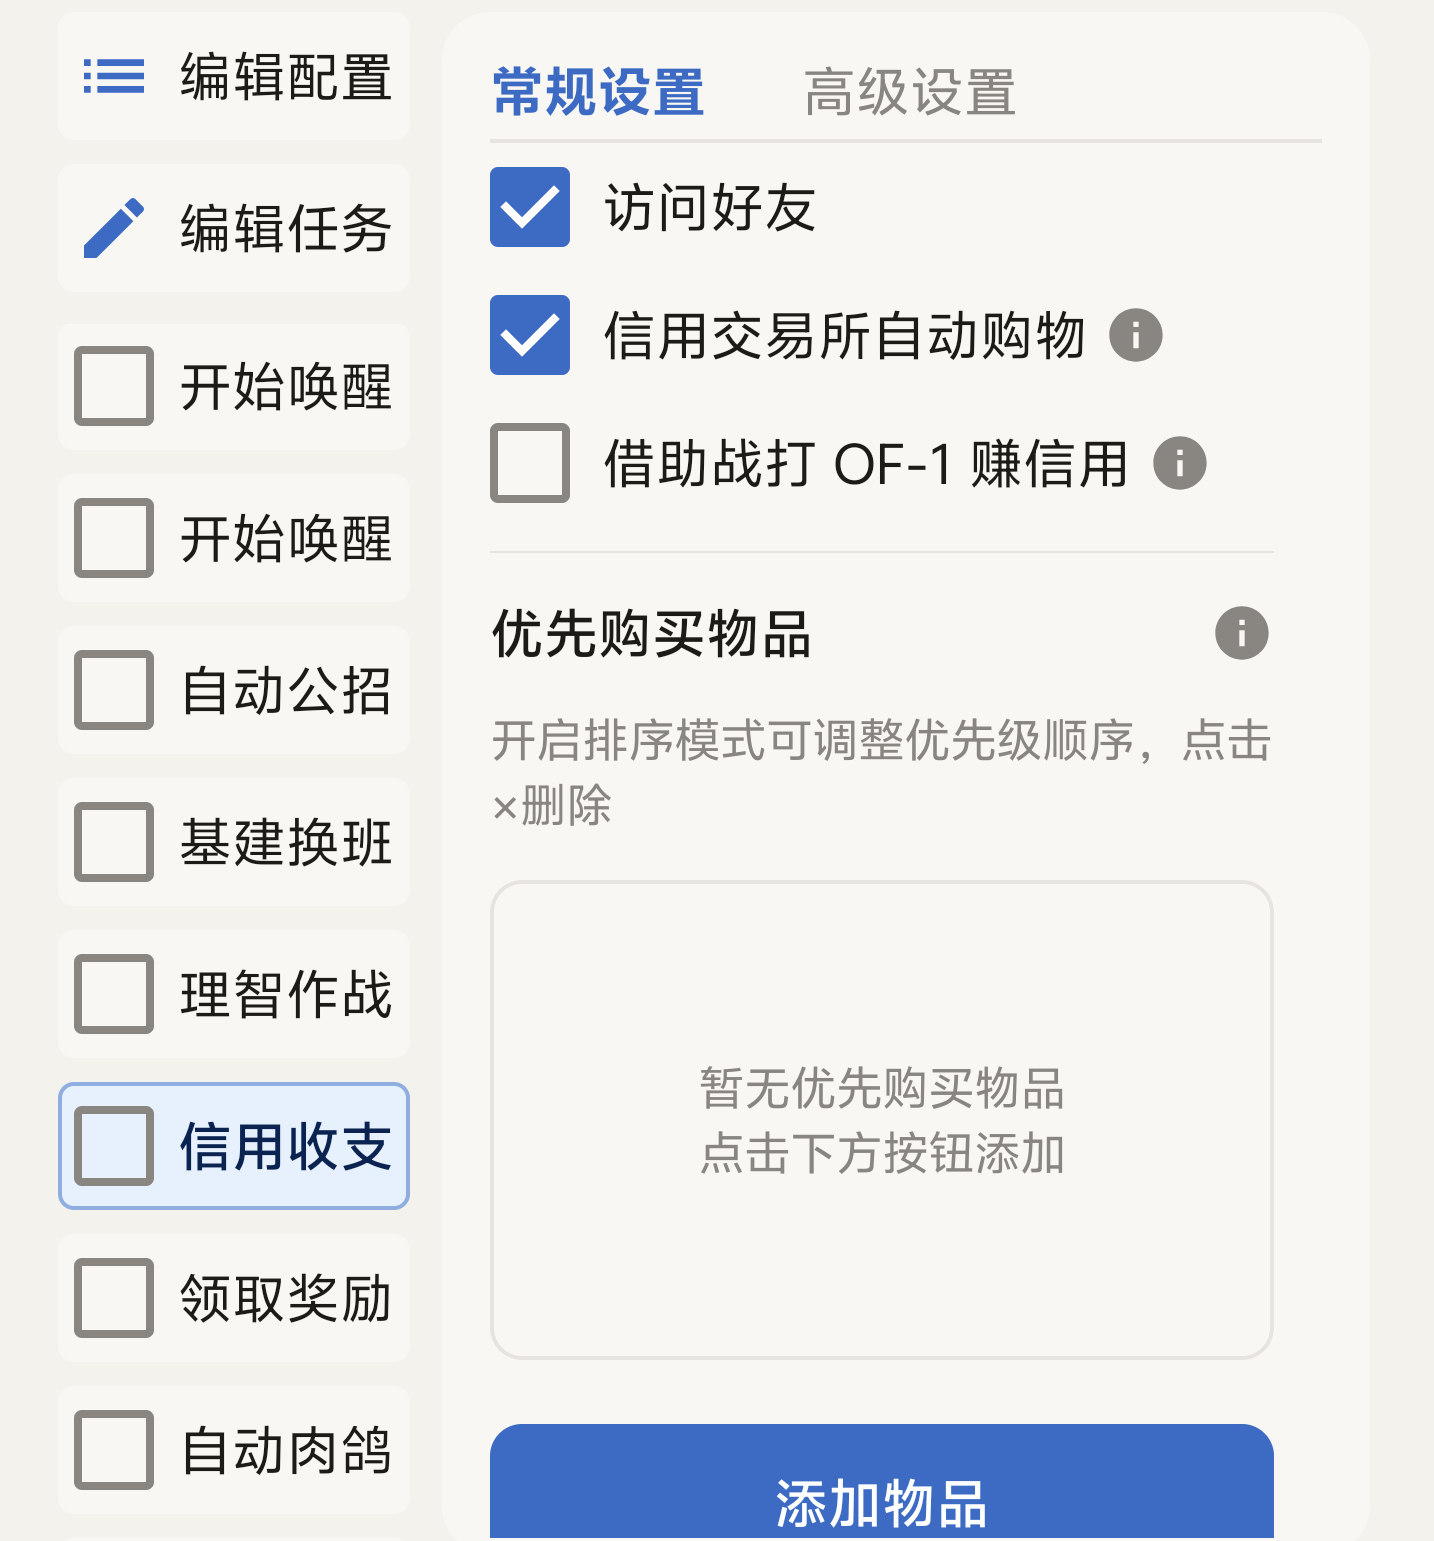 编辑配置
编辑任务
开始唤醒
开始唤醒
自动公招
基建换班
理智作战
信用收支
领取奖励
自动肉鸽
常规设置
高级设置
访问好友
信用交易所自动购物
借助战打 OF-1 赚信用
优先购买物品
开启排序模式可调整优先级顺序，点击
×删除
暂无优先购买物品
点击下方按钮添加
添加物品